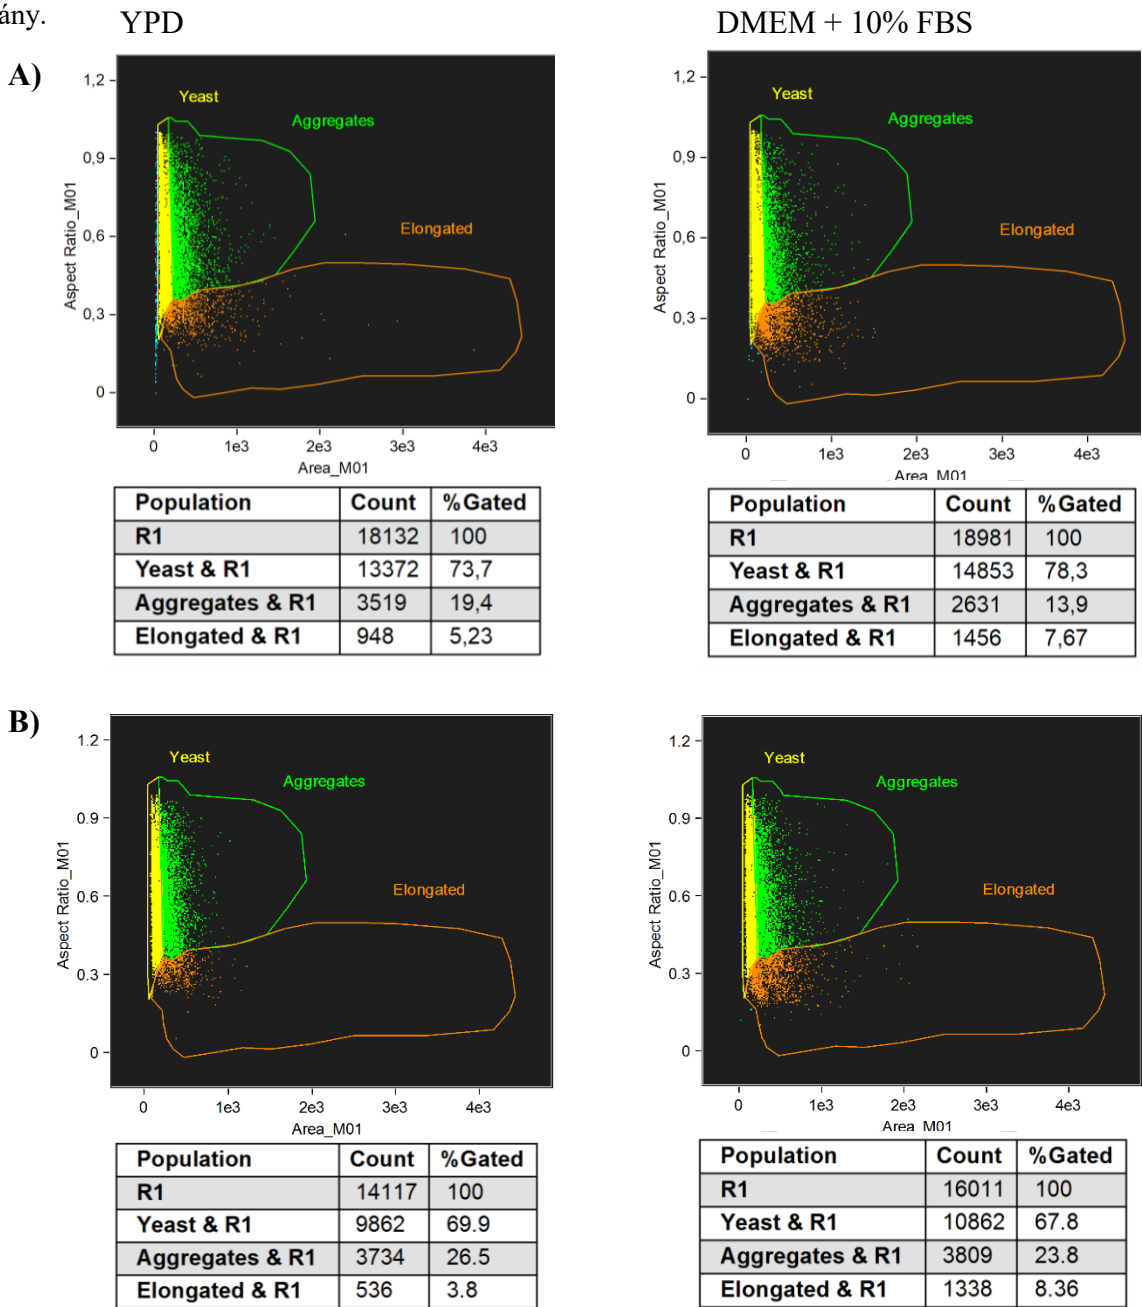 ány.
YPD
DMEM + 10% FBS
A)
1,2
0,9
0,6
0,3
0
Aspect Ratio_M01
Yeast
Aggregates
Elongated
0 1e3 2e3 3e3 4e3
Area_M01
Population Count %Gated
R1 18132 100
Yeast & R1 13372 73,7
Aggregates & R1 3519 19,4
Elongated & R1 948 5,23
1,2
0,9
0,6
0,3
0
Aspect Ratio_M01
Yeast
Aggregates
Elongated
0 1e3 2e3 3e3 4e3
Area_M01
Population Count %Gated
R1 18981 100
Yeast & R1 14853 78,3
Aggregates & R1 2631 13,9
Elongated & R1 1456 7,67
B)
1.2
0.9
0.6
0.3
0
Aspect Ratio_M01
Yeast
Aggregates
Elongated
0 1e3 2e3 3e3 4e3
Area_M01
Population Count %Gated
R1 14117 100
Yeast & R1 9862 69.9
Aggregates & R1 3734 26.5
Elongated & R1 536 3.8
1.2
0.9
0.6
0.3
0
Aspect Ratio_M01
Yeast
Aggregates
Elongated
0 1e3 2e3 3e3 4e3
Area_M01
Population Count %Gated
R1 16011 100
Yeast & R1 10862 67.8
Aggregates & R1 3809 23.8
Elongated & R1 1338 8.36